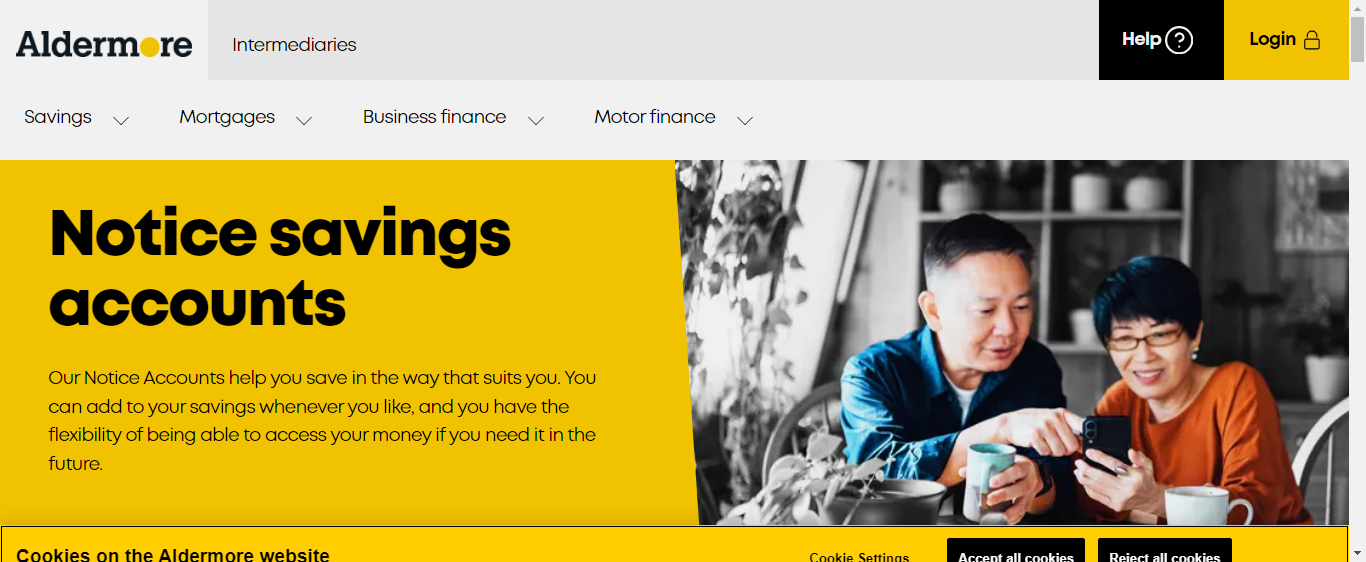 Aldermore
Intermediaries
Help ?
Login
Savings
Mortgages
Business finance
Motor finance
Notice savings
accounts
Our Notice Accounts help you save in the way that suits you. You
can add to your savings whenever you like, and you have the
flexibility of being able to access your money if you need it in the
future.
Cookies on the Aldermore website
Cookie Settings
Accept all cookies
Reject all cookies